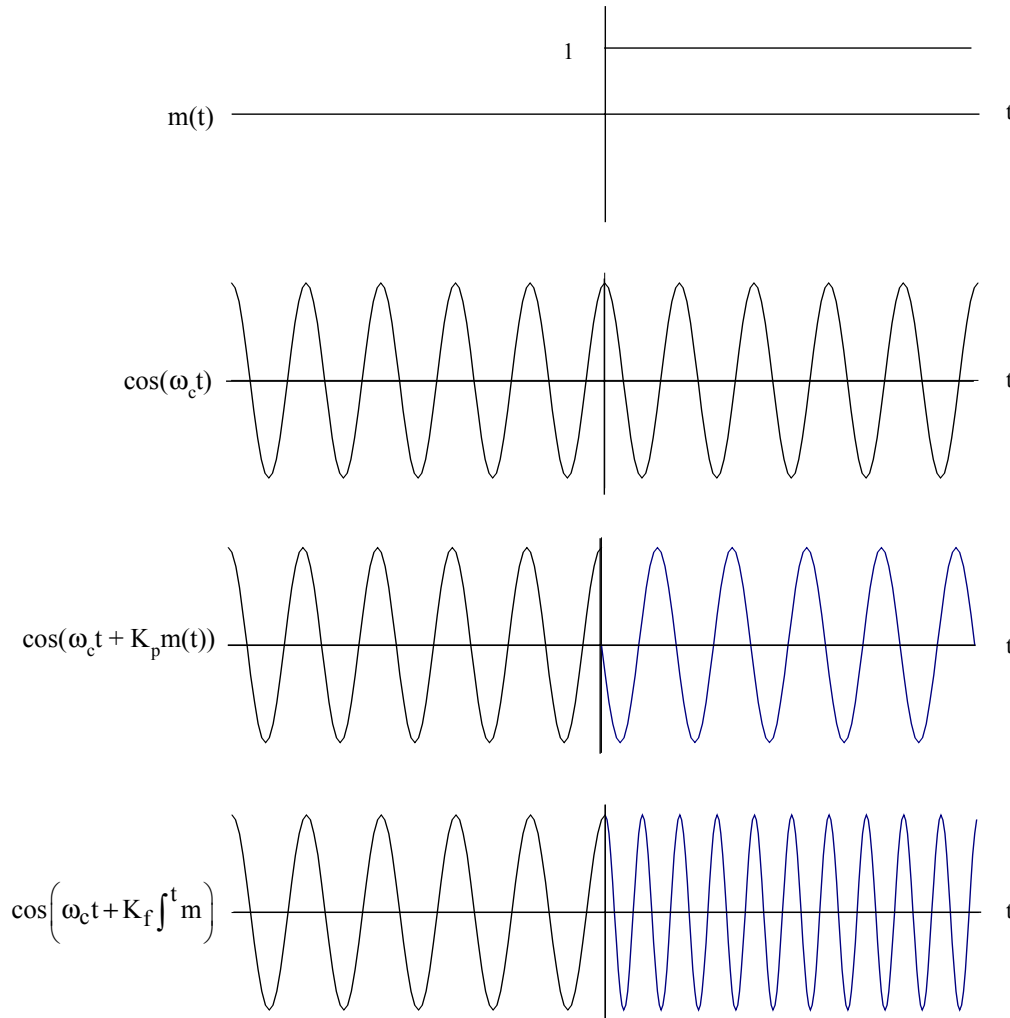 1
m(t) t
cos(ω_c t) t
cos(ω_c t + K_p m(t)) t
cos(ω_c t + K_f ∫^t m) t